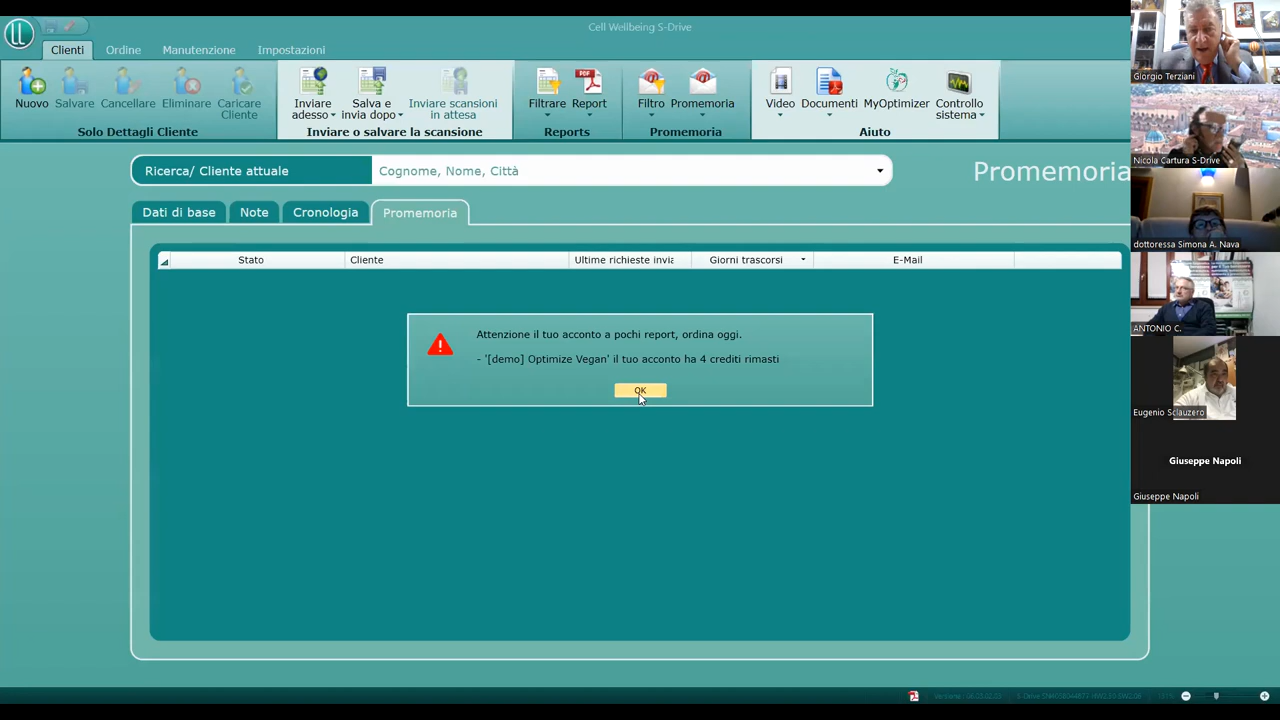 Cell Wellbeing S-Drive
Clienti Ordine Manutenzione Impostazioni
Nuovo Salvare Cancellare Eliminare Caricare Cliente
Solo Dettagli Cliente
Inviare adesso Salva e invia dopo Inviare scansioni in attesa
Inviare o salvare la scansione
Filtrare Report
Reports
Filtro Promemoria
Promemoria
Video Documenti MyOptimizer Controllo sistema
Aiuto
Ricerca/ Cliente attuale Cognome, Nome, Città
Promemoria
Dati di base Note Cronologia Promemoria
Stato Cliente Ultime richieste invia Giorni trascorsi E-Mail
Attenzione il tuo acconto a pochi report, ordina oggi.
- '[demo] Optimize Vegan' il tuo acconto ha 4 crediti rimasti
OK
Giorgio Terziani
Nicola Cartura S-Drive
dottoressa Simona A. Nava
ANTONIO C.
Eugenio Sclauzero
Giuseppe Napoli
Giuseppe Napoli